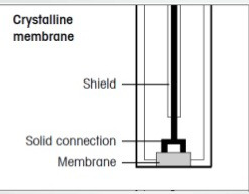 Crystalline
membrane
Shield
Solid connection
Membrane